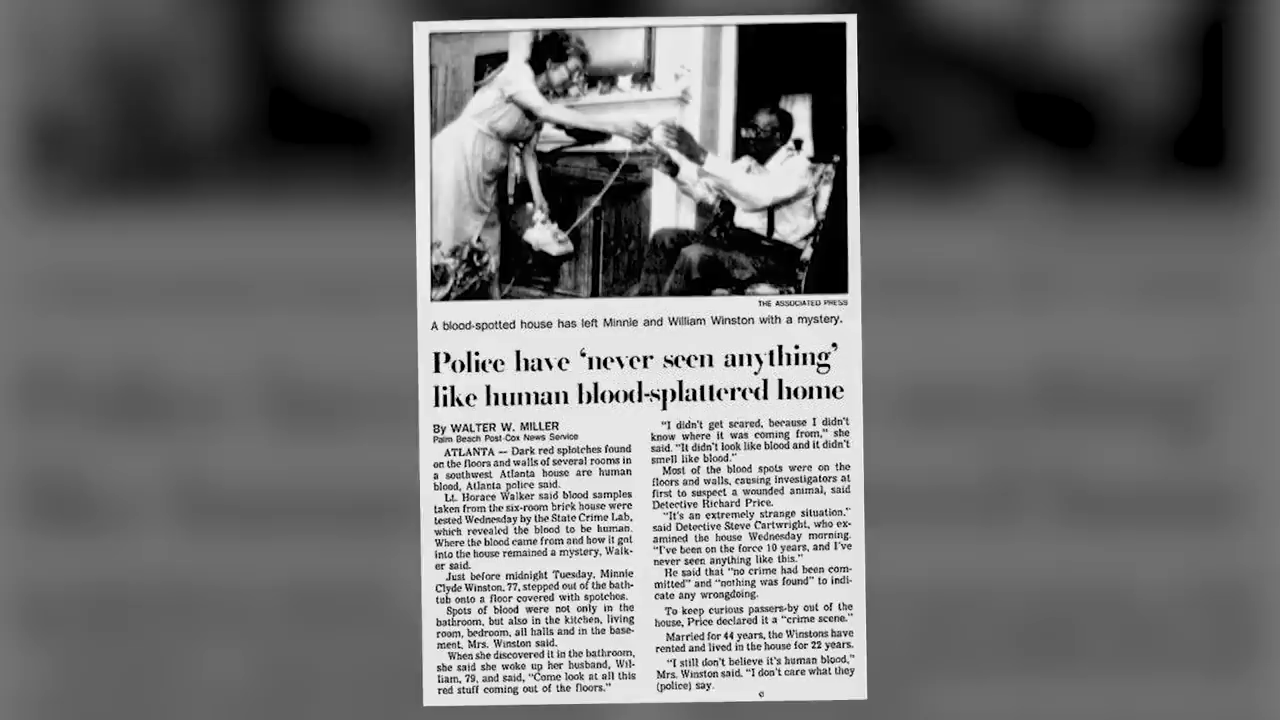 THE ASSOCIATED PRESS
A blood-spotted house has left Minnie and William Winston with a mystery.
Police have ‘never seen anything’
like human blood-splattered home
By WALTER W. MILLER
Palm Beach Post-Cox News Service
ATLANTA — Dark red splotches found
on the floors and walls of several rooms in
a southwest Atlanta house are human
blood, Atlanta police said.
Lt. Horace Walker said blood samples
taken from the six-room brick house were
tested Wednesday by the State Crime Lab,
which revealed the blood to be human.
Where the blood came from and how it got
into the house remained a mystery, Walk-
er said.
Just before midnight Tuesday, Minnie
Clyde Winston, 77, stepped out of the bath-
tub onto a floor covered with spotches.
Spots of blood were not only in the
bathroom, but also in the kitchen, living
room, bedroom, all halls and in the base-
ment, Mrs. Winston said.
When she discovered it in the bathroom,
she said she woke up her husband, Wil-
liam, 79, and said, “Come look at all this
red stuff coming out of the floors.”
“I didn't get scared, because I didn't
know where it was coming from,” she
said. “It didn't look like blood and it didn't
smell like blood.”
Most of the blood spots were on the
floors and walls, causing investigators at
first to suspect a wounded animal, said
Detective Richard Price.
“It's an extremely strange situation,”
said Detective Steve Cartwright, who ex-
amined the house Wednesday morning.
“I've been on the force 10 years, and I've
never seen anything like this.”
He said that “no crime had been com-
mitted” and “nothing was found” to indi-
cate any wrongdoing.
To keep curious passers-by out of the
house, Price declared it a “crime scene.”
Married for 44 years, the Winstons have
rented and lived in the house for 22 years.
“I still don't believe it's human blood,”
Mrs. Winston said. “I don't care what they
(police) say.